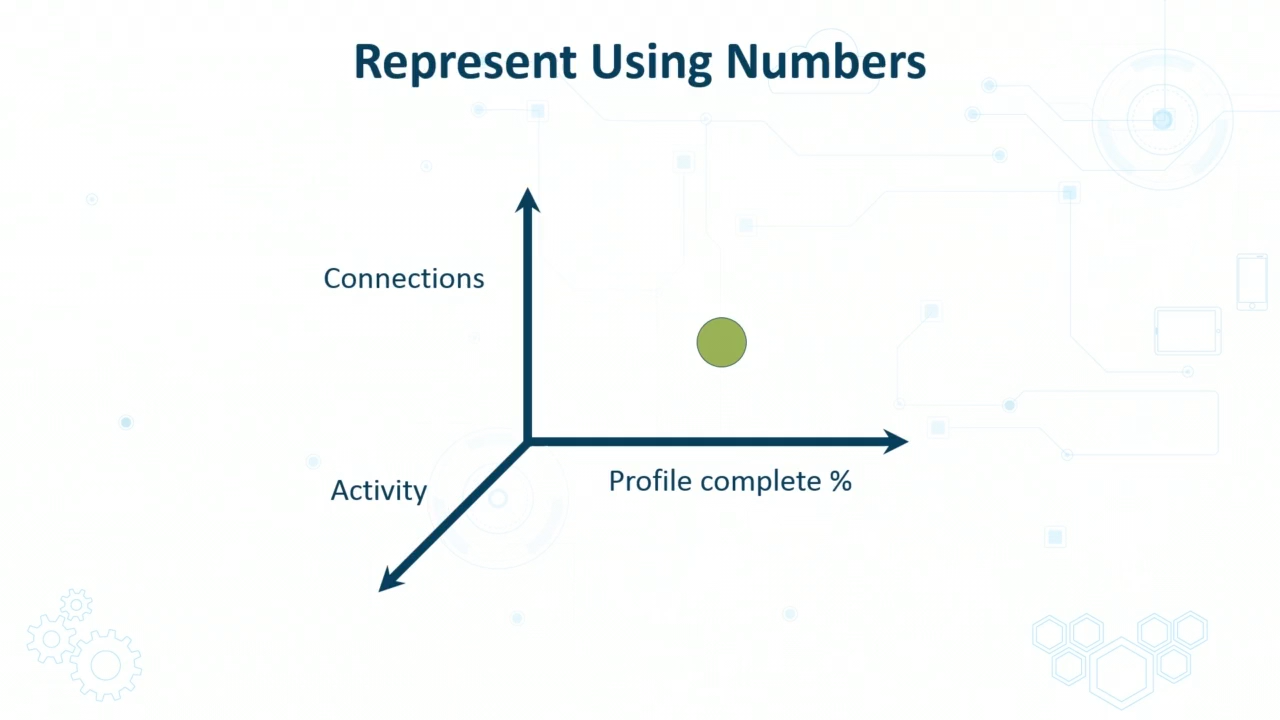 Represent Using Numbers
Connections
Activity
Profile complete %